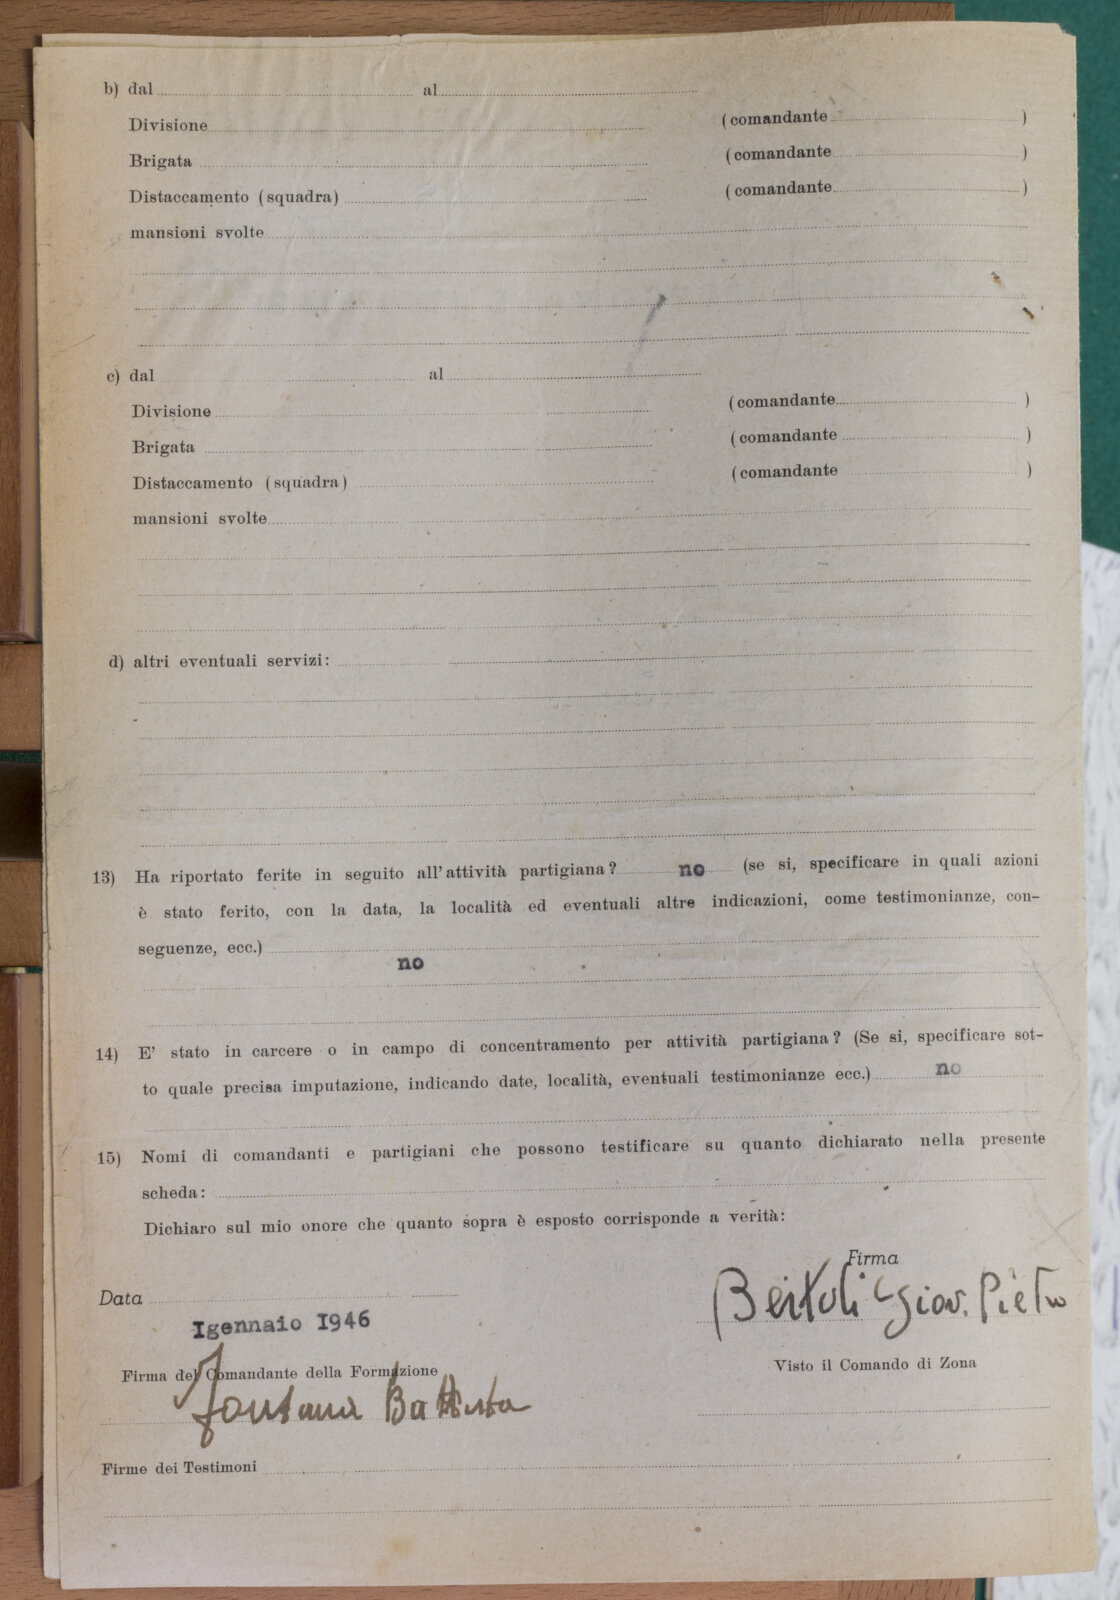 b) dal al
Divisione (comandante )
Brigata (comandante )
Distaccamento (squadra) (comandante )
mansioni svolte
c) dal al
Divisione (comandante )
Brigata (comandante )
Distaccamento (squadra) (comandante )
mansioni svolte
d) altri eventuali servizi:
13) Ha riportato ferite in seguito all'attività partigiana? no (se si, specificare in quali azioni
è stato ferito, con la data, la località ed eventuali altre indicazioni, come testimonianze, con-
seguenze, ecc.)
no
14) E' stato in carcere o in campo di concentramento per attività partigiana? (Se si, specificare sot-
to quale precisa imputazione, indicando date, località, eventuali testimonianze ecc.) no
15) Nomi di comandanti e partigiani che possono testificare su quanto dichiarato nella presente
scheda:
Dichiaro sul mio onore che quanto sopra è esposto corrisponde a verità:
Firma
Data
Bertoli Giov. Pietro
Igennaio I946
Firma del Comandante della Formazione
Visto il Comando di Zona
Fontana Battista
Firme dei Testimoni